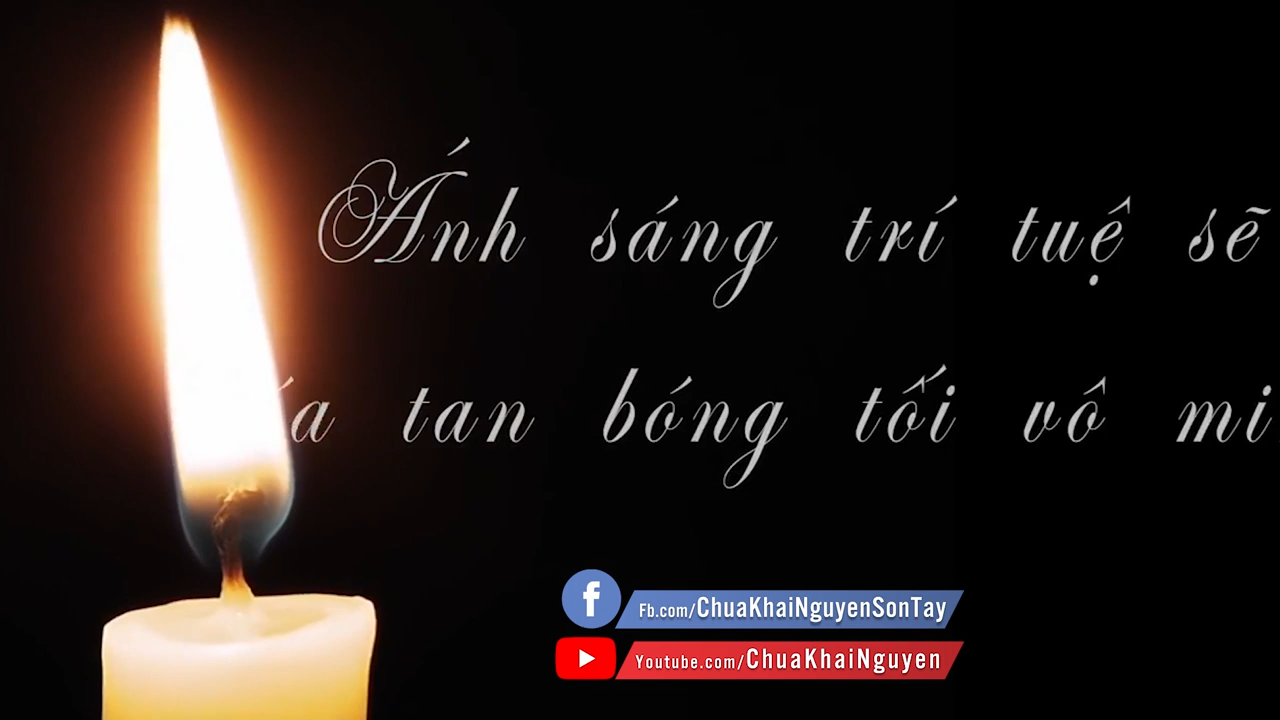 Ánh sáng trí tuệ sẽ
tan bóng tối vô
Fb.com/ChuaKhaiNguyenSonTay
Youtube.com/ChuaKhaiNguyen